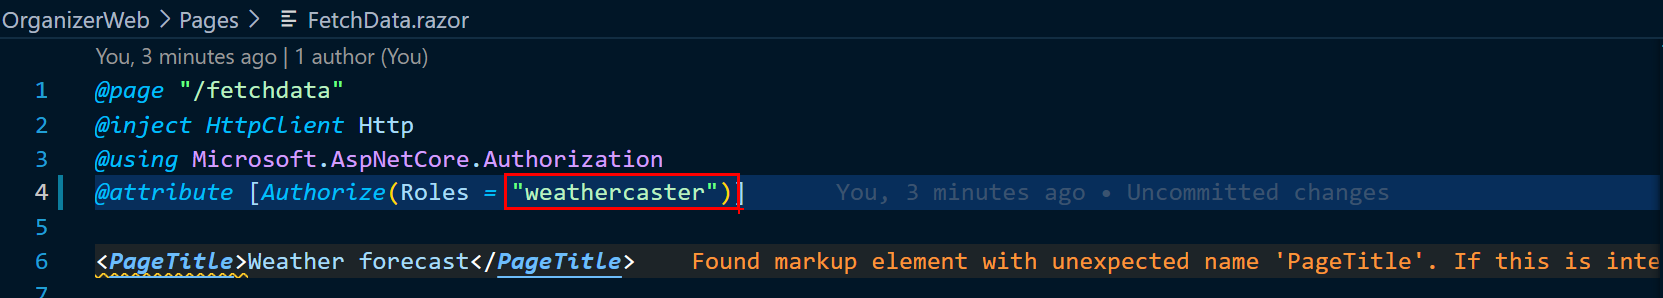 OrganizerWeb > Pages > FetchData.razor
You, 3 minutes ago | 1 author (You)
1 @page "/fetchdata"
2 @inject HttpClient Http
3 @using Microsoft.AspNetCore.Authorization
4 @attribute [Authorize(Roles = "weathercaster")] You, 3 minutes ago • Uncommitted changes
5
6 <PageTitle>Weather forecast</PageTitle> Found markup element with unexpected name 'PageTitle'. If this is inte
7